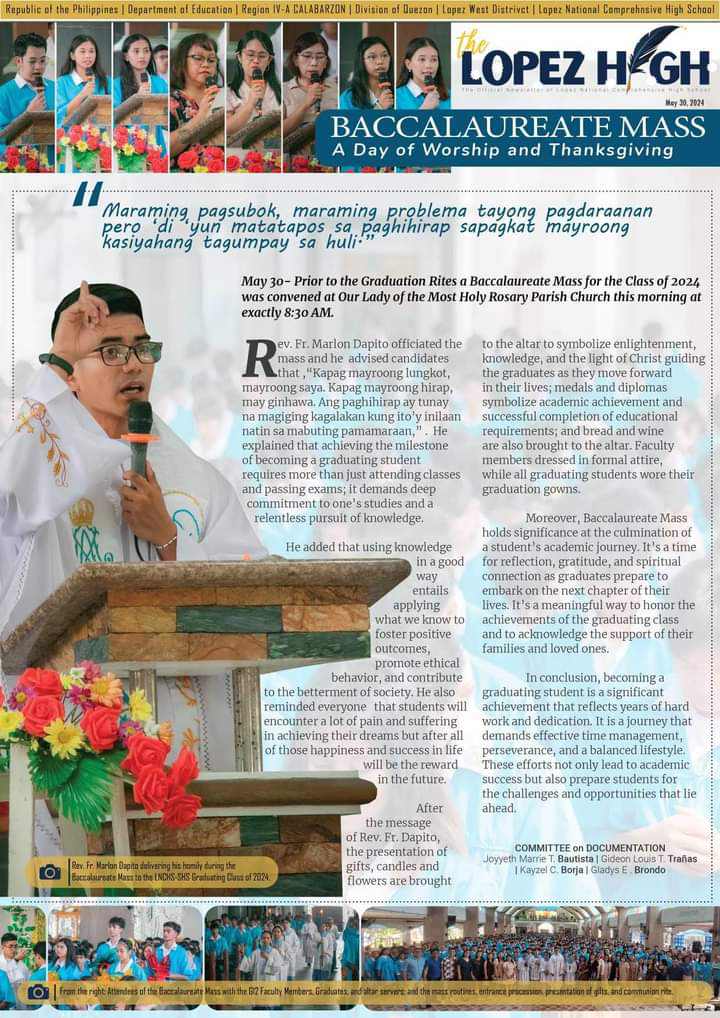 Republic of the Philippines | Department of Education | Region IV-A CALABARZON | Division of Quezon | Lopez West Distrivct | Lopez National Comprehnsive High School
the
LOPEZ HIGH
The Official Newsletter of Lopez National Comprehensive High School
May 30, 2024
BACCALAUREATE MASS
A Day of Worship and Thanksgiving
"Maraming pagsubok, maraming problema tayong pagdaraanan
pero 'di 'yun matatapos sa paghihirap sapagkat mayroong
kasiyahang tagumpay sa huli."
May 30- Prior to the Graduation Rites a Baccalaureate Mass for the Class of 2024
was convened at Our Lady of the Most Holy Rosary Parish Church this morning at
exactly 8:30 AM.
Rev. Fr. Marlon Dapito officiated the
mass and he advised candidates
that ,"Kapag mayroong lungkot,
mayroong saya. Kapag mayroong hirap,
may ginhawa. Ang paghihirap ay tunay
na magiging kagalakan kung ito'y inilaan
natin sa mabuting pamamaraan," . He
explained that achieving the milestone
of becoming a graduating student
requires more than just attending classes
and passing exams; it demands deep
commitment to one's studies and a
relentless pursuit of knowledge.
He added that using knowledge
in a good
way
entails
applying
what we know to
foster positive
outcomes,
promote ethical
behavior, and contribute
to the betterment of society. He also
reminded everyone that students will
encounter a lot of pain and suffering
in achieving their dreams but after all
of those happiness and success in life
will be the reward
in the future.
After
the message
of Rev. Fr. Dapito,
the presentation of
gifts, candles and
flowers are brought
to the altar to symbolize enlightenment,
knowledge, and the light of Christ guiding
the graduates as they move forward
in their lives; medals and diplomas
symbolize academic achievement and
successful completion of educational
requirements; and bread and wine
are also brought to the altar. Faculty
members dressed in formal attire,
while all graduating students wore their
graduation gowns.
Moreover, Baccalaureate Mass
holds significance at the culmination of
a student's academic journey. It's a time
for reflection, gratitude, and spiritual
connection as graduates prepare to
embark on the next chapter of their
lives. It's a meaningful way to honor the
achievements of the graduating class
and to acknowledge the support of their
families and loved ones.
In conclusion, becoming a
graduating student is a significant
achievement that reflects years of hard
work and dedication. It is a journey that
demands effective time management,
perseverance, and a balanced lifestyle.
These efforts not only lead to academic
success but also prepare students for
the challenges and opportunities that lie
ahead.
COMMITTEE on DOCUMENTATION
Joyyeth Marrie T. Bautista | Gideon Louis T. Trañas
| Kayzel C. Borja | Gladys E . Brondo
Rev. Fr. Marlon Dapito delivering his homily during the
Baccalaureate Mass to the LNCHS-SHS Graduating Class of 2024.
From the right: Attendees of the Baccalaureate Mass with the G12 Faculty Members, Graduates, and altar servers; and the mass routines, entrance procession, presentation of gifts, and communion rite.